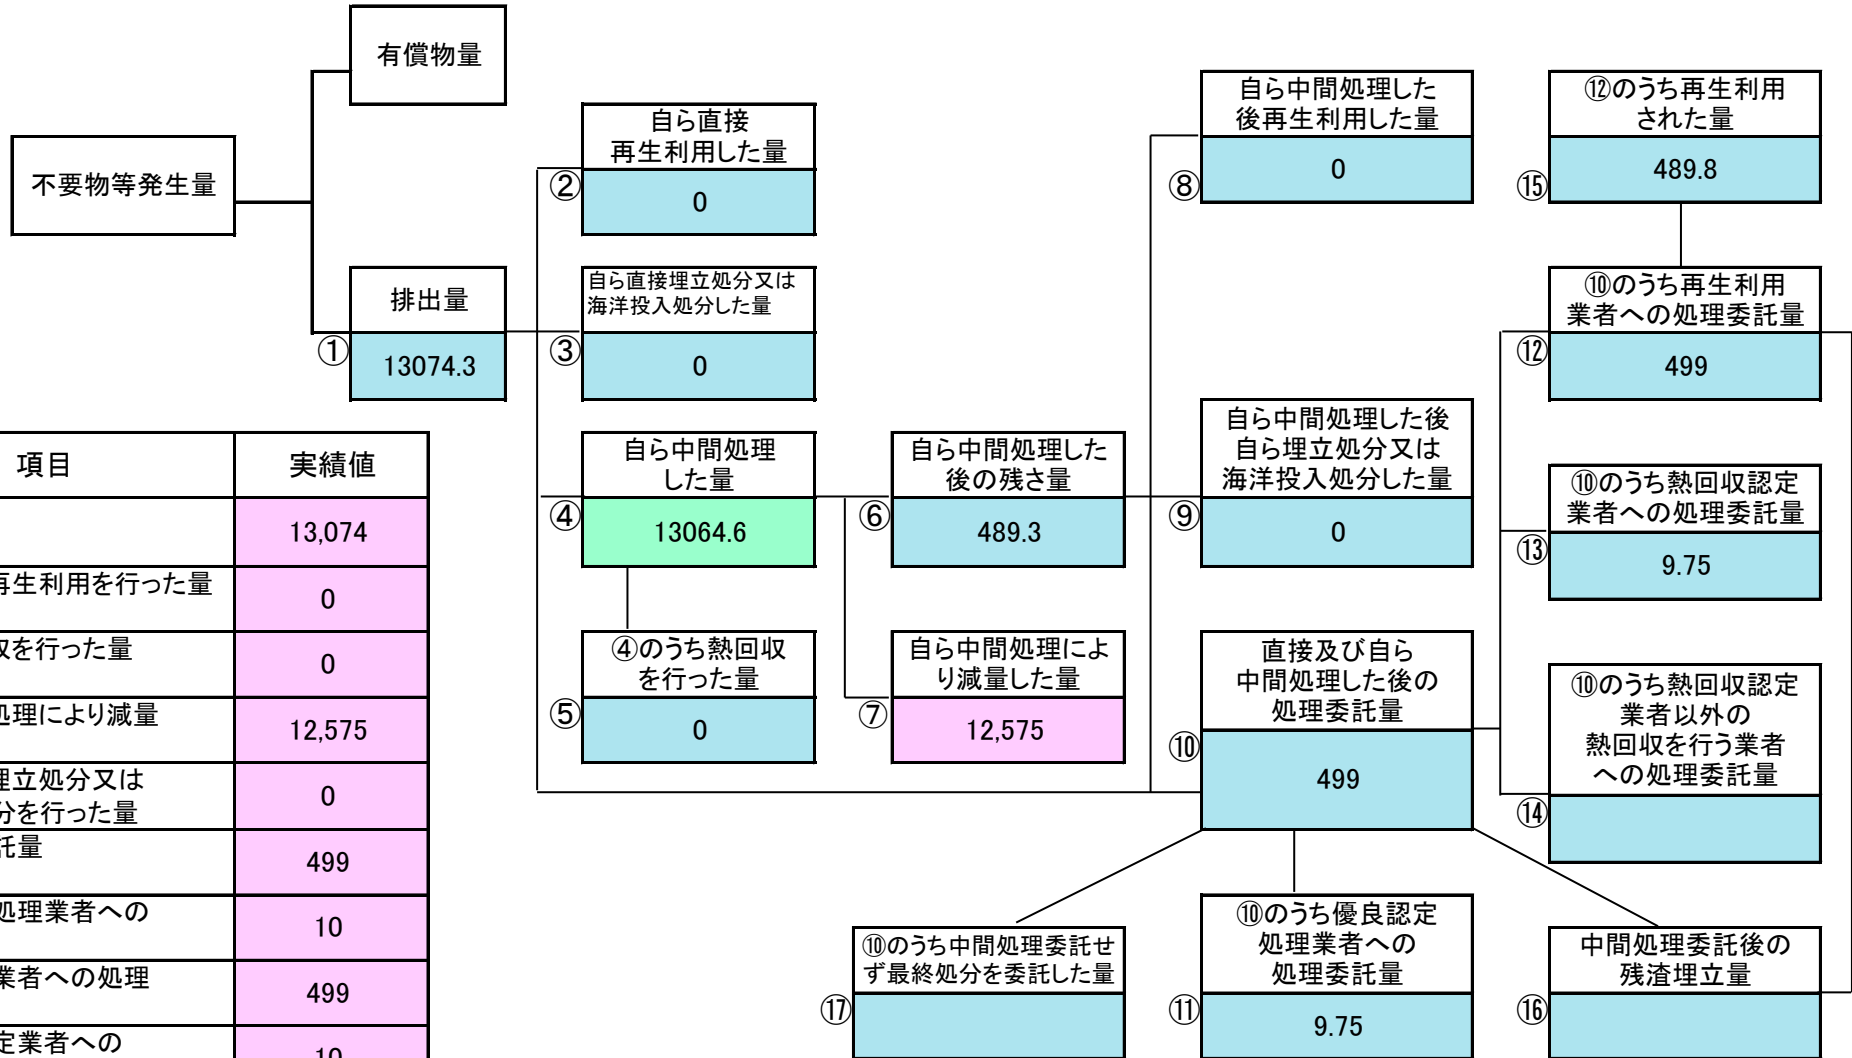 有償物量
不要物等発生量
排出量
①
13074.3
自ら直接
再生利用した量
②
0
自ら直接埋立処分又は
海洋投入処分した量
③
0
自ら中間処理
した量
④
13064.6
④のうち熱回収
を行った量
⑤
0
自ら中間処理した
後の残さ量
⑥
489.3
自ら中間処理によ
り減量した量
⑦
12,575
自ら中間処理した
後再生利用した量
⑧
0
自ら中間処理した後
自ら埋立処分又は
海洋投入処分した量
⑨
0
直接及び自ら
中間処理した後の
処理委託量
⑩
499
⑫のうち再生利用
された量
⑮
489.8
⑩のうち再生利用
業者への処理委託量
⑫
499
⑩のうち熱回収認定
業者への処理委託量
⑬
9.75
⑩のうち熱回収認定
業者以外の
熱回収を行う業者
への処理委託量
⑭
⑩のうち中間処理委託せ
ず最終処分を委託した量
⑰
⑩のうち優良認定
処理業者への
処理委託量
⑪
9.75
中間処理委託後の
残渣埋立量
⑯
項目 実績値
13,074
再生利用を行った量 0
を行った量 0
処理により減量 12,575
埋立処分又は
分を行った量 0
託量 499
処理業者への 10
業者への処理 499
定業者への 10